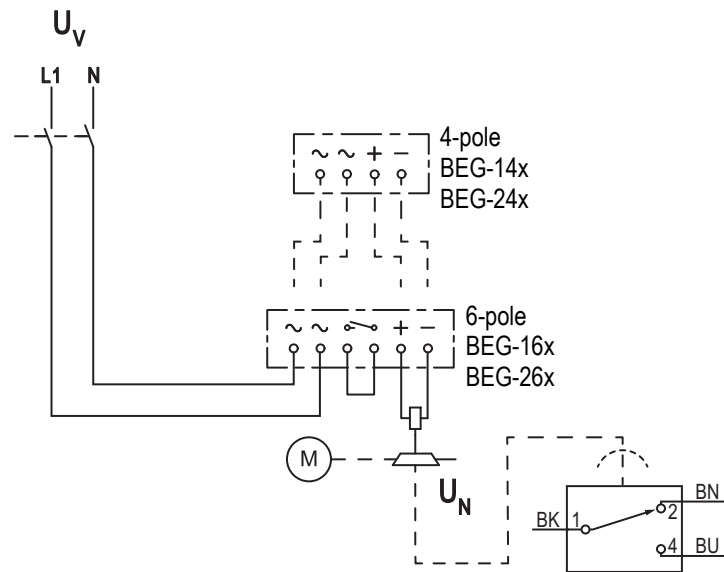 U_V
L1 N
~ ~ + −
4-pole
BEG-14x
BEG-24x
~ ~ + −
6-pole
BEG-16x
BEG-26x
M
U_N
BK 1 2 BN
4 BU